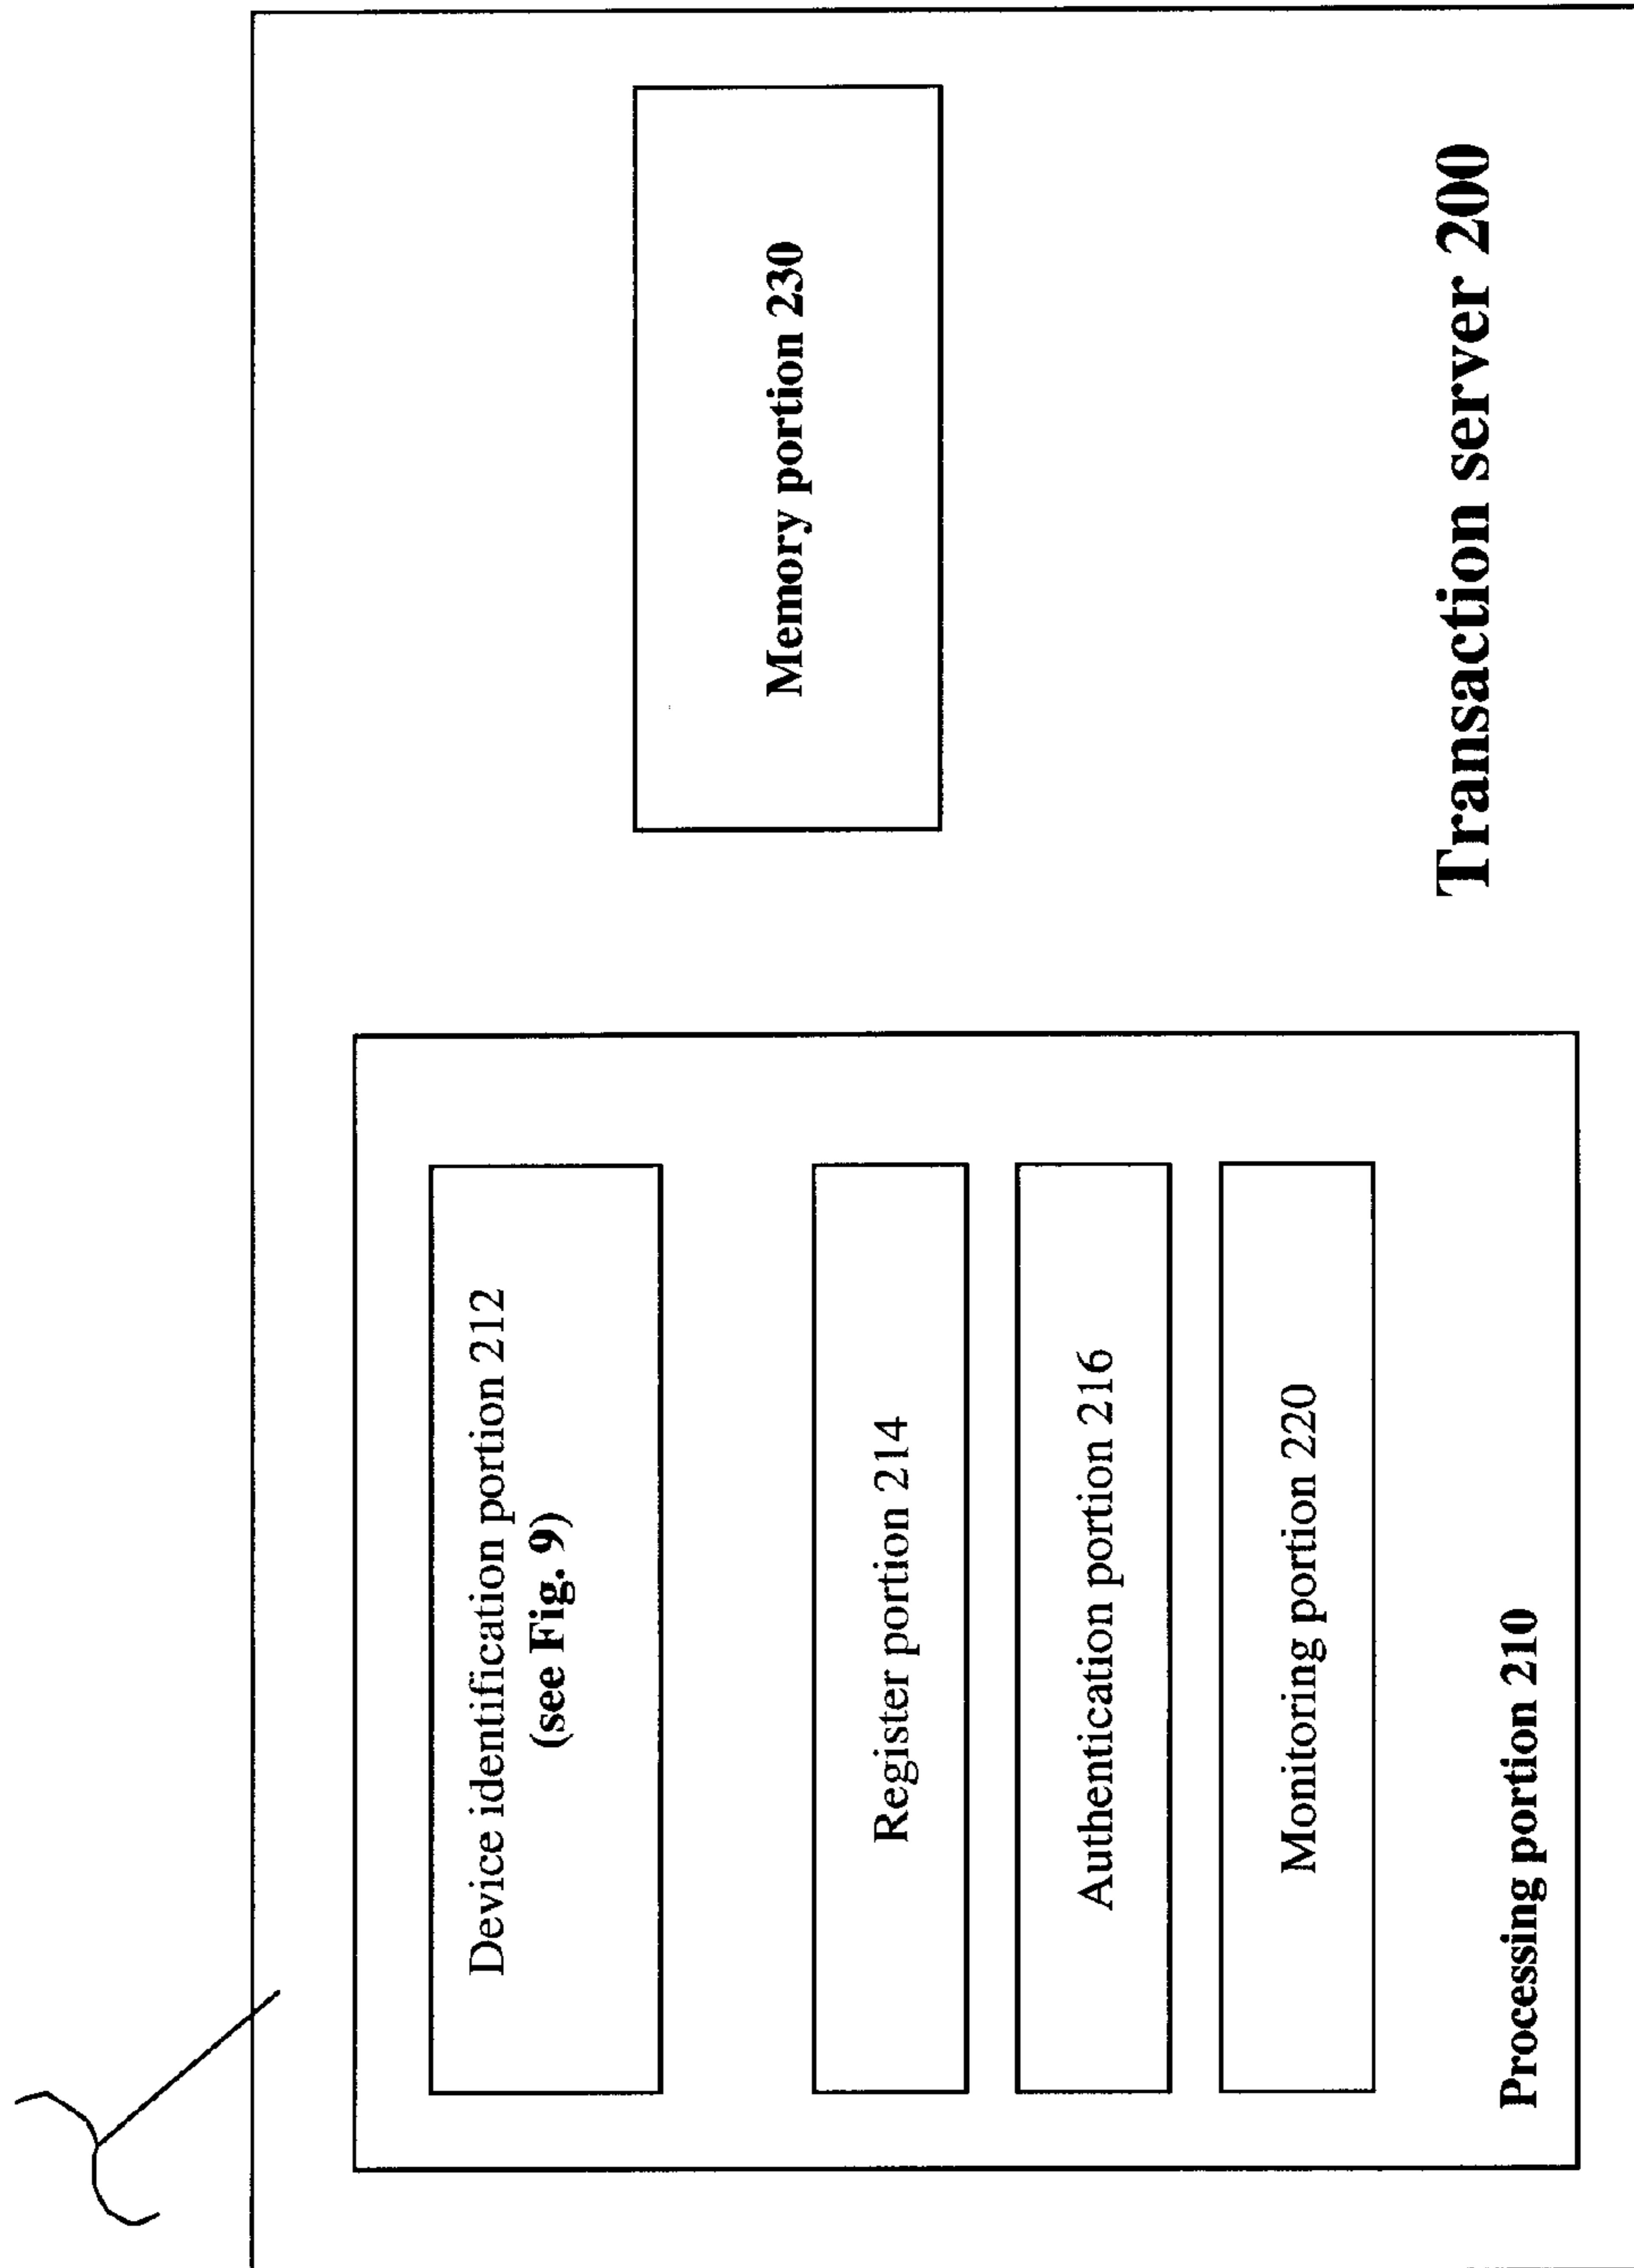 Device identification portion 212
(see Fig. 9)
Register portion 214
Authentication portion 216
Monitoring portion 220
Processing portion 210
Memory portion 230
Transaction server 200